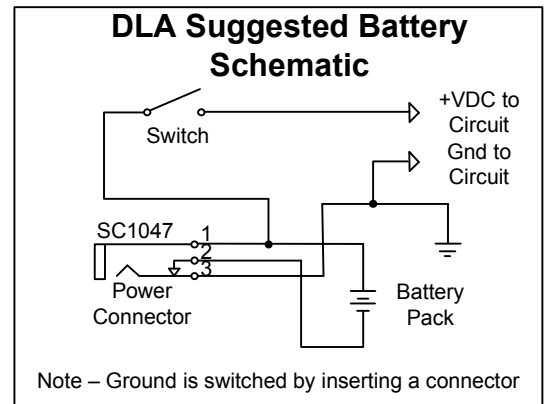 DLA Suggested Battery
Schematic
+VDC to
Circuit
Switch
Gnd to
Circuit
SC1047
1
2
3
Power
Connector
Battery
Pack
Note – Ground is switched by inserting a connector